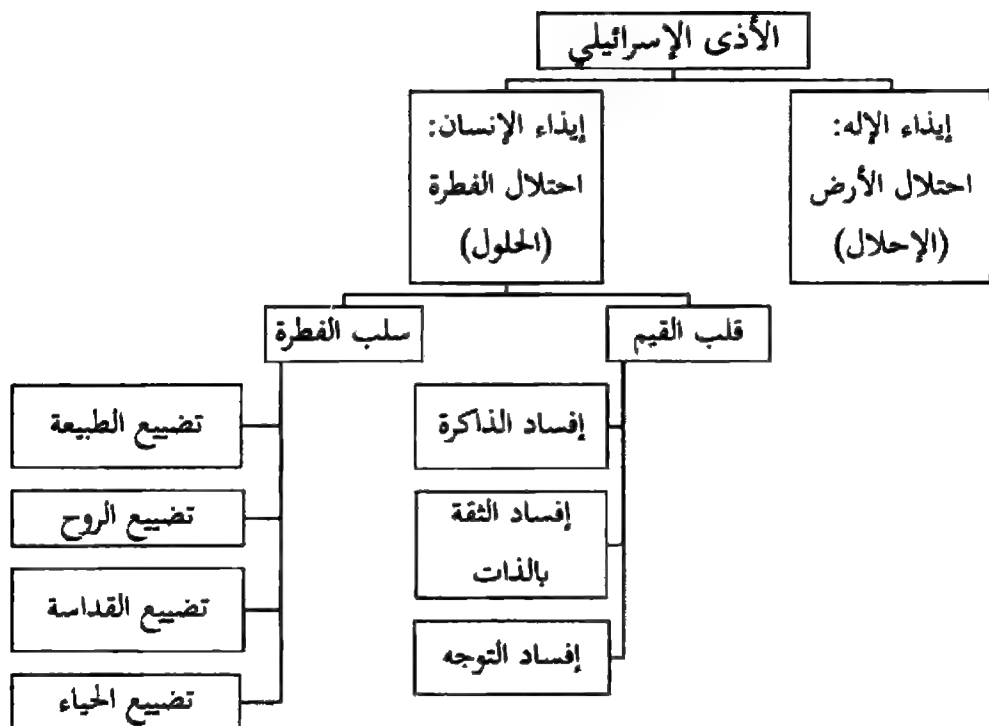 الأذى الإسرائيلي
إيذاء الإله:
احتلال الأرض
(الإحلال)
إيذاء الإنسان:
احتلال الفطرة
(الحلول)
قلب القيم
إفساد الذاكرة
إفساد الثقة
بالذات
إفساد التوجه
سلب الفطرة
تضييع الطبيعة
تضييع الروح
تضييع القداسة
تضييع الحياء